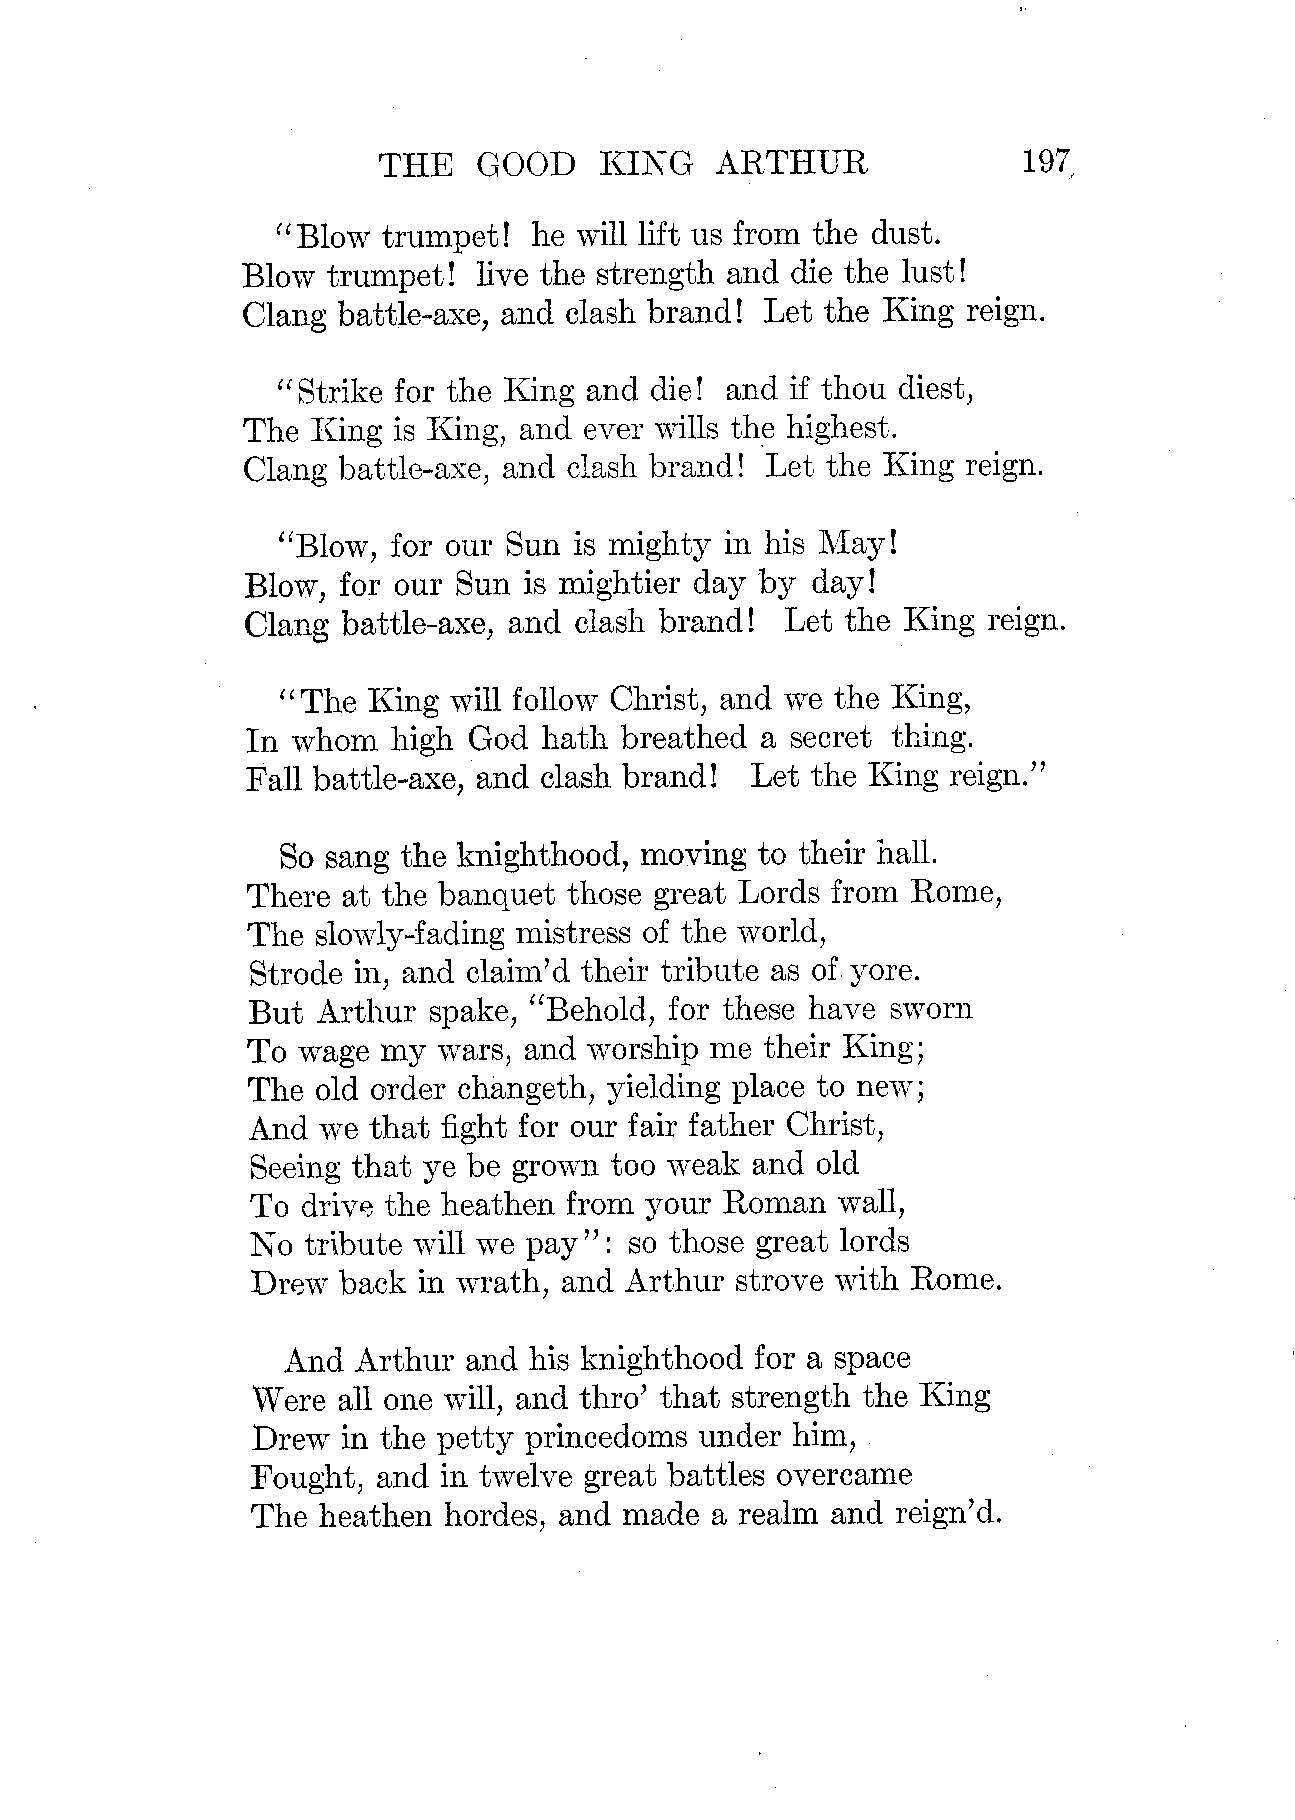 THE GOOD KING ARTHUR 197
"Blow trumpet! he will lift us from the dust.
Blow trumpet! live the strength and die the lust!
Clang battle-axe, and clash brand! Let the King reign.
"Strike for the King and die! and if thou diest,
The King is King, and ever wills the highest.
Clang battle-axe, and clash brand! Let the King reign.
"Blow, for our Sun is mighty in his May!
Blow, for our Sun is mightier day by day!
Clang battle-axe, and clash brand! Let the King reign.
"The King will follow Christ, and we the King,
In whom high God hath breathed a secret thing.
Fall battle-axe, and clash brand! Let the King reign."
So sang the knighthood, moving to their hall.
There at the banquet those great Lords from Rome,
The slowly-fading mistress of the world,
Strode in, and claim'd their tribute as of yore.
But Arthur spake, "Behold, for these have sworn
To wage my wars, and worship me their King;
The old order changeth, yielding place to new;
And we that fight for our fair father Christ,
Seeing that ye be grown too weak and old
To drive the heathen from your Roman wall,
No tribute will we pay": so those great lords
Drew back in wrath, and Arthur strove with Rome.
And Arthur and his knighthood for a space
Were all one will, and thro' that strength the King
Drew in the petty princedoms under him,
Fought, and in twelve great battles overcame
The heathen hordes, and made a realm and reign'd.